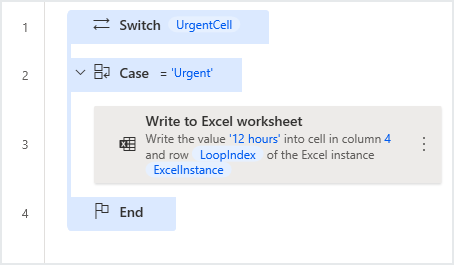 1 Switch UrgentCell
2 Case = 'Urgent'
Write to Excel worksheet
Write the value '12 hours' into cell in column 4
3 and row LoopIndex of the Excel instance
ExcelInstance
4 End